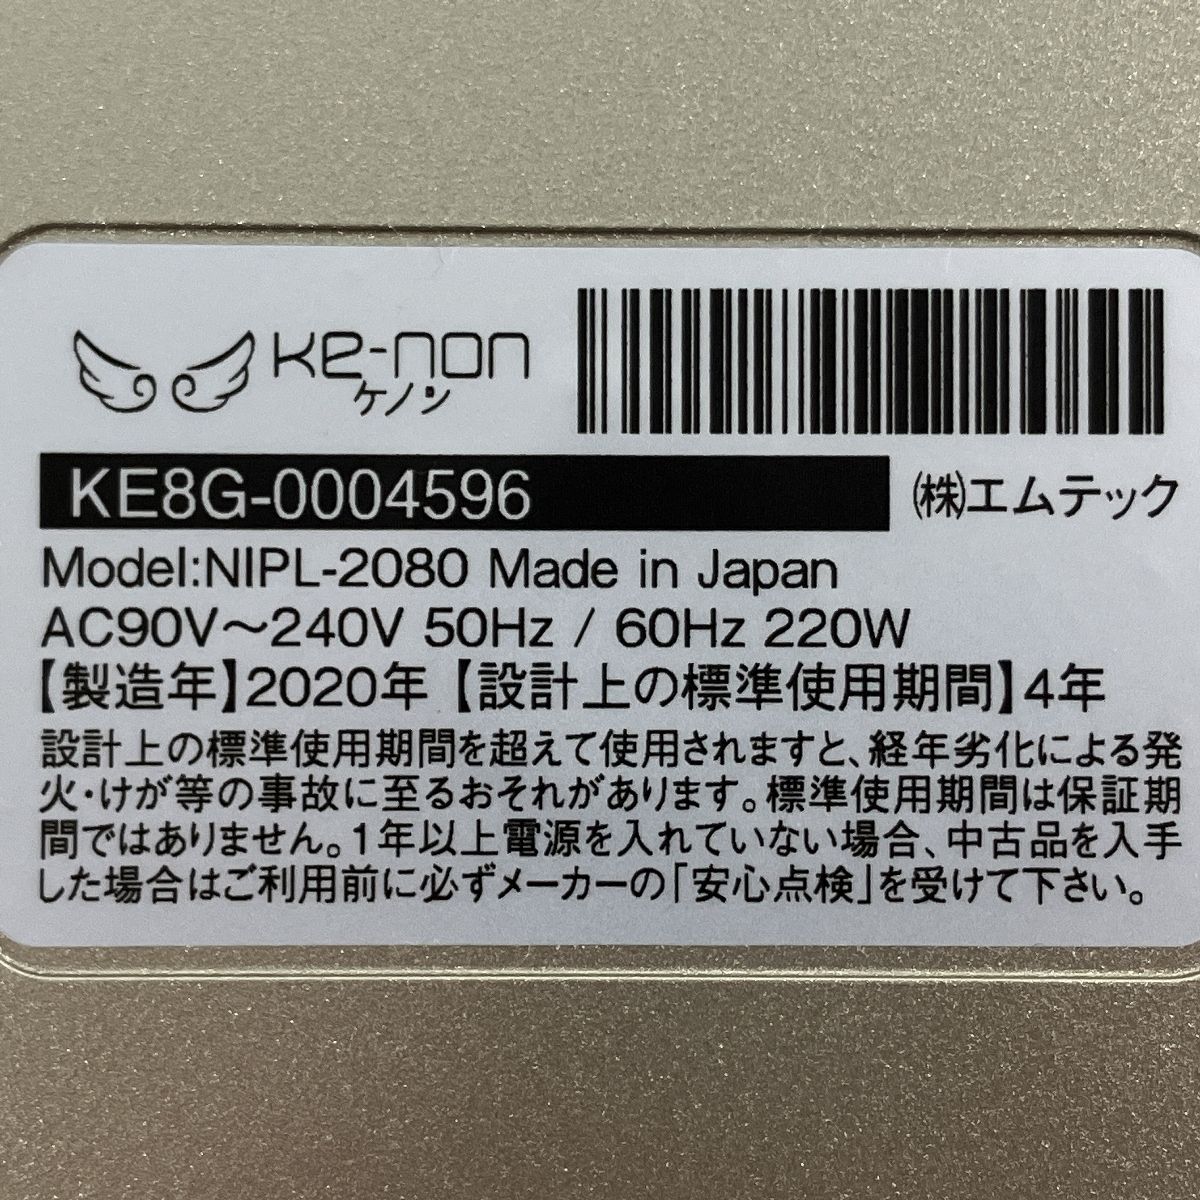 ke-non
ケノン
KE8G-0004596
㈱エムテック
Model:NIPL-2080 Made in Japan
AC90V～240V 50Hz / 60Hz 220W
【製造年】2020年【設計上の標準使用期間】4年
設計上の標準使用期間を超えて使用されますと、経年劣化による発
火・けが等の事故に至るおそれがあります。標準使用期間は保証期
間ではありません。1年以上電源を入れていない場合、中古品を入手
した場合はご利用前に必ずメーカーの「安心点検」を受けて下さい。